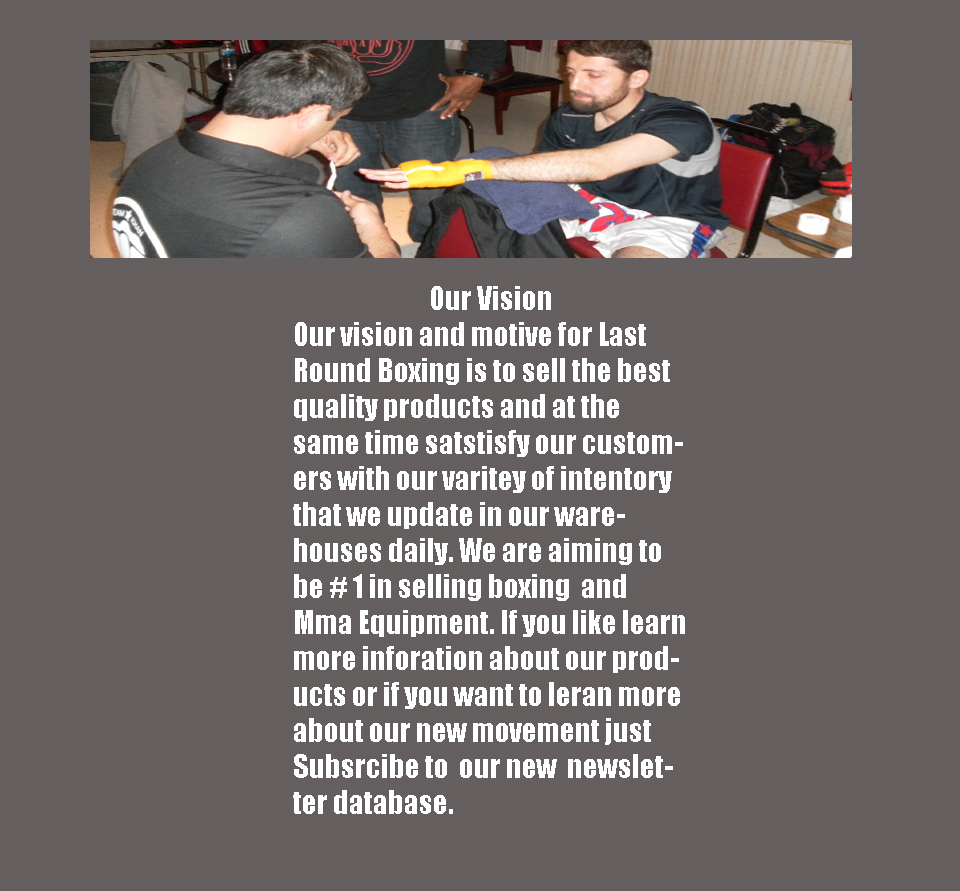 TEAM KHAN
Our Vision
Our vision and motive for Last
Round Boxing is to sell the best
quality products and at the
same time satstisfy our custom-
ers with our varitey of intentory
that we update in our ware-
houses daily. We are aiming to
be # 1 in selling boxing and
Mma Equipment. If you like learn
more inforation about our prod-
ucts or if you want to leran more
about our new movement just
Subsrcibe to our new newslet-
ter database.